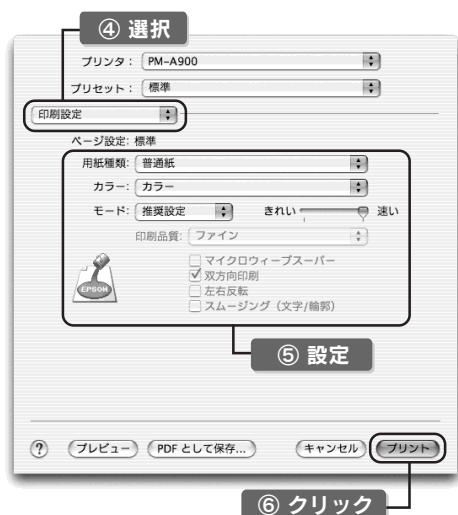 ④ 選択
プリンタ： PM-A900
プリセット： 標準
印刷設定
ページ設定: 標準
用紙種類: 普通紙
カラー: カラー
モード: 推奨設定 きれい 速い
印刷品質: ファイン
マイクロウィーブスーパー
双方向印刷
左右反転
スムージング（文字/輪郭）
EPSON
⑤ 設定
? プレビュー PDF として保存... キャンセル プリント
⑥ クリック